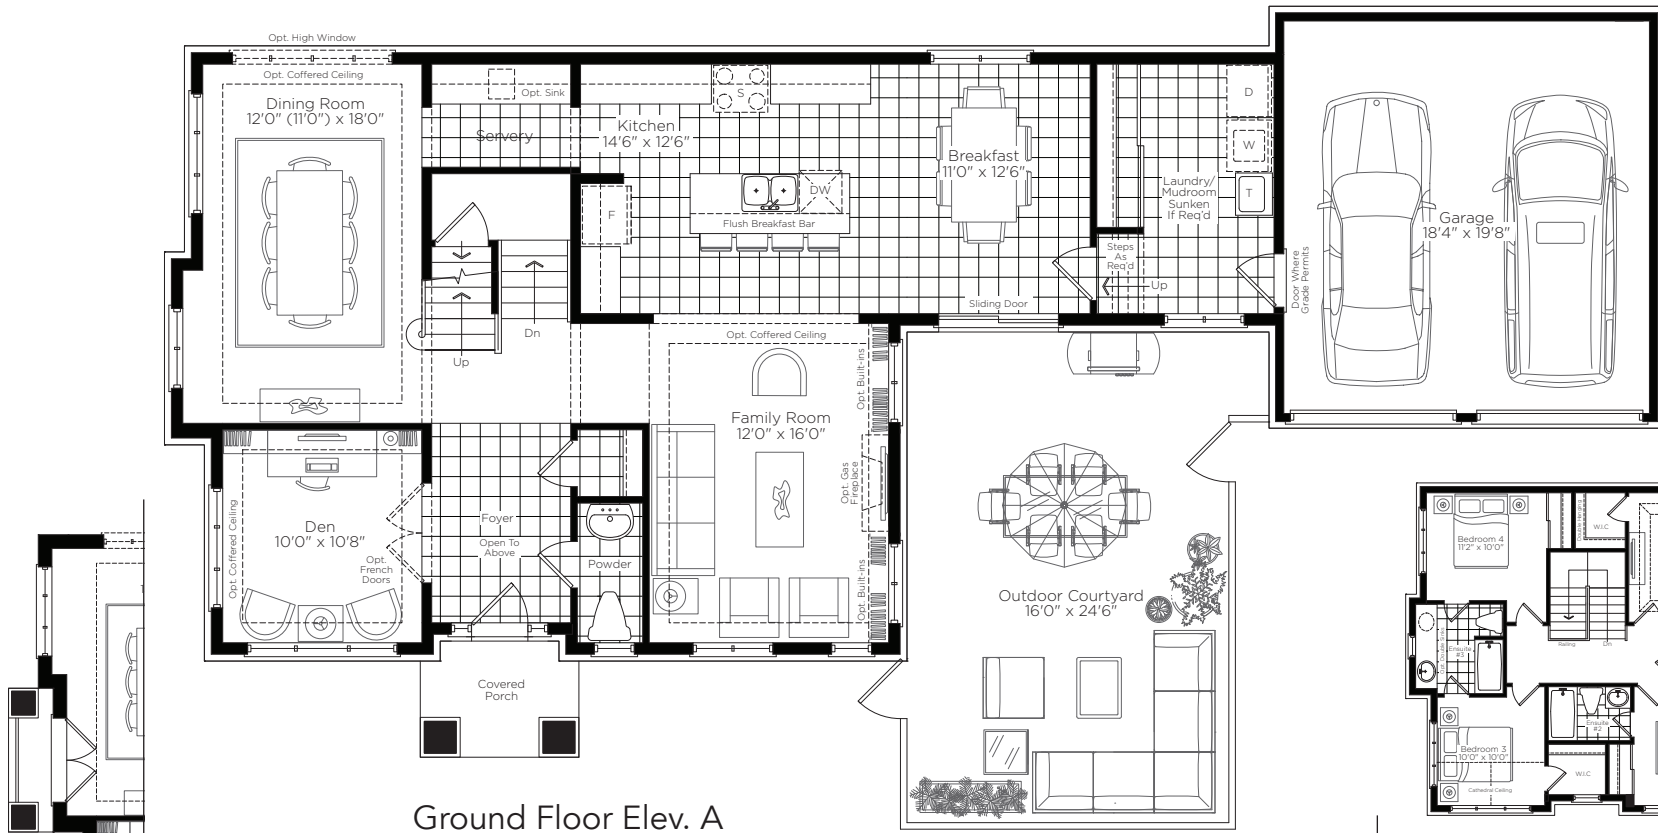 Opt. High Window
Opt. Coffered Ceiling
Dining Room
12'0" (11'0") x 18'0"
Opt. Sink
Servery
Kitchen
14'6" x 12'6"
S
F
DW
Flush Breakfast Bar
Breakfast
11'0" x 12'6"
D
W
T
Laundry/
Mudroom
Sunken
If Req'd
Steps
As
Req'd
Up
Door Where
Grade Permits
Garage
18'4" x 19'8"
Sliding Door
Dn
Up
Opt. Coffered Ceiling
Opt. Built-ins
Family Room
12'0" x 16'0"
Opt. Gas
Fireplace
Opt. Built-ins
Opt. Coffered Ceiling
Den
10'0" x 10'8"
Opt.
French
Doors
Foyer
Open To
Above
Powder
Covered
Porch
Outdoor Courtyard
16'0" x 24'6"
Ground Floor Elev. A
Bedroom 4
11'2" x 10'0"
Double Hanging
W.I.C
Railing
Dn
Opt. Double Sinks
Ensuite
#3
Ensuite
#2
Bedroom 3
10'0" x 10'0"
W.I.C
Cathedral Ceiling